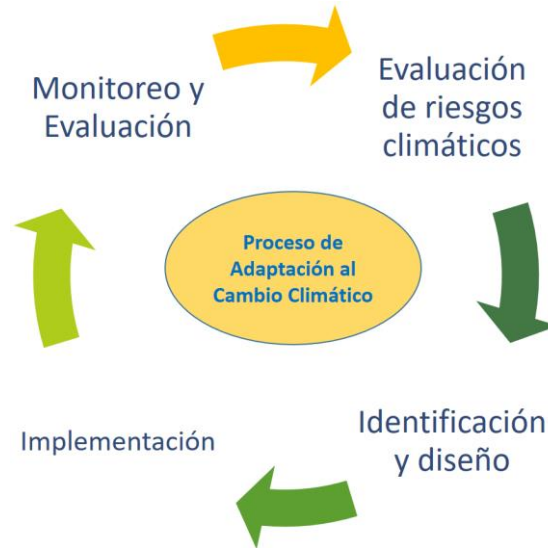 Monitoreo y
Evaluación
Evaluación
de riesgos
climáticos
Proceso de
Adaptación al
Cambio Climático
Implementación
Identificación
y diseño